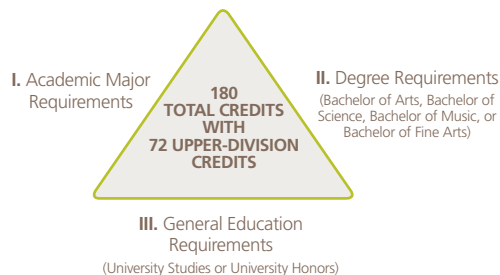 I. Academic Major
Requirements
180
TOTAL CREDITS
WITH
72 UPPER-DIVISION
CREDITS
II. Degree Requirements
(Bachelor of Arts, Bachelor of
Science, Bachelor of Music, or
Bachelor of Fine Arts)
III. General Education
Requirements
(University Studies or University Honors)